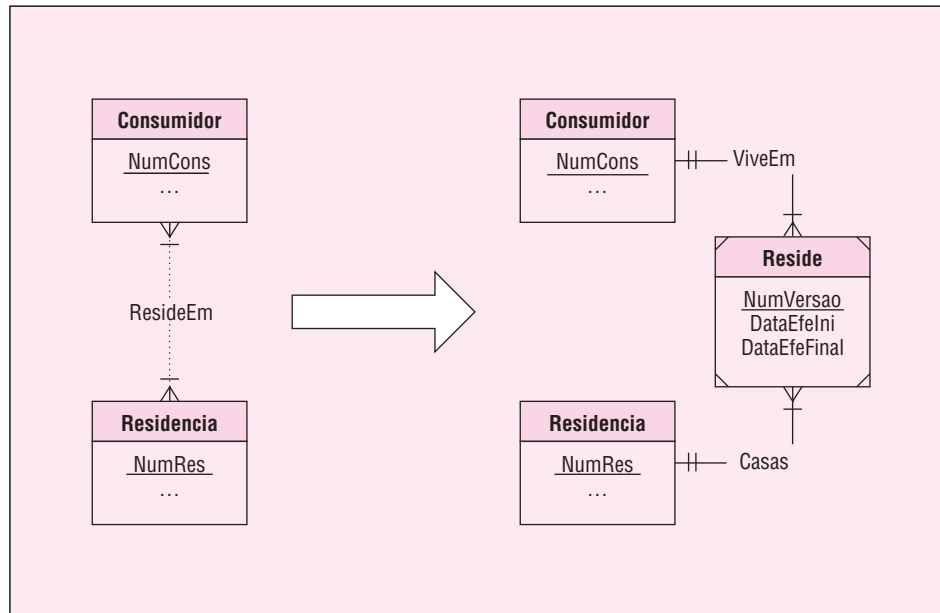 Consumidor
NumCons
...
ResideEm
Residencia
NumRes
...
Consumidor
NumCons
...
ViveEm
Reside
NumVersao
DataEfeIni
DataEfeFinal
Residencia
NumRes
...
Casas